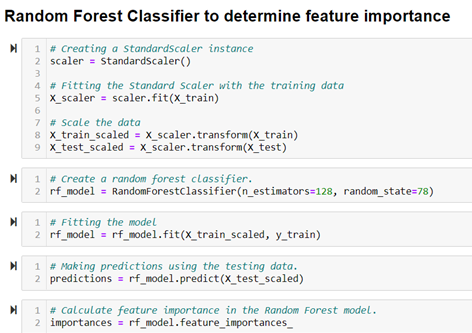 Random Forest Classifier to determine feature importance
1 # Creating a StandardScaler instance
2 scaler = StandardScaler()
3
4 # Fitting the Standard Scaler with the training data
5 X_scaler = scaler.fit(X_train)
6
7 # Scale the data
8 X_train_scaled = X_scaler.transform(X_train)
9 X_test_scaled = X_scaler.transform(X_test)
1 # Create a random forest classifier.
2 rf_model = RandomForestClassifier(n_estimators=128, random_state=78)
1 # Fitting the model
2 rf_model = rf_model.fit(X_train_scaled, y_train)
1 # Making predictions using the testing data.
2 predictions = rf_model.predict(X_test_scaled)
1 # Calculate feature importance in the Random Forest model.
2 importances = rf_model.feature_importances_